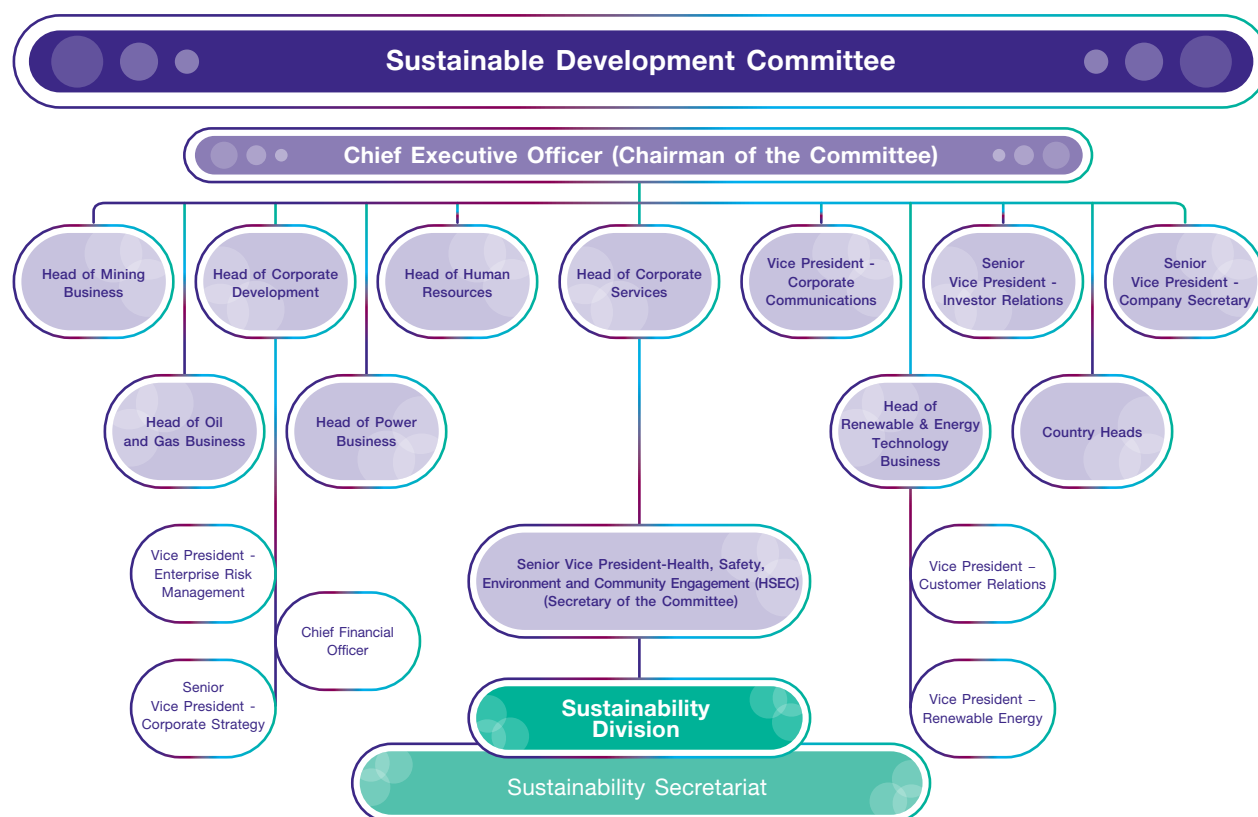 Sustainable Development Committee
Chief Executive Officer (Chairman of the Committee)
Head of Mining
Business
Head of Corporate
Development
Head of Human
Resources
Head of Corporate
Services
Vice President -
Corporate
Communications
Senior
Vice President -
Investor Relations
Senior
Vice President -
Company Secretary
Head of Oil
and Gas Business
Head of Power
Business
Head of
Renewable & Energy
Technology
Business
Country Heads
Vice President -
Enterprise Risk
Management
Chief Financial
Officer
Senior
Vice President -
Corporate Strategy
Senior Vice President-Health, Safety,
Environment and Community Engagement (HSEC)
(Secretary of the Committee)
Vice President –
Customer Relations
Vice President –
Renewable Energy
Sustainability
Division
Sustainability Secretariat